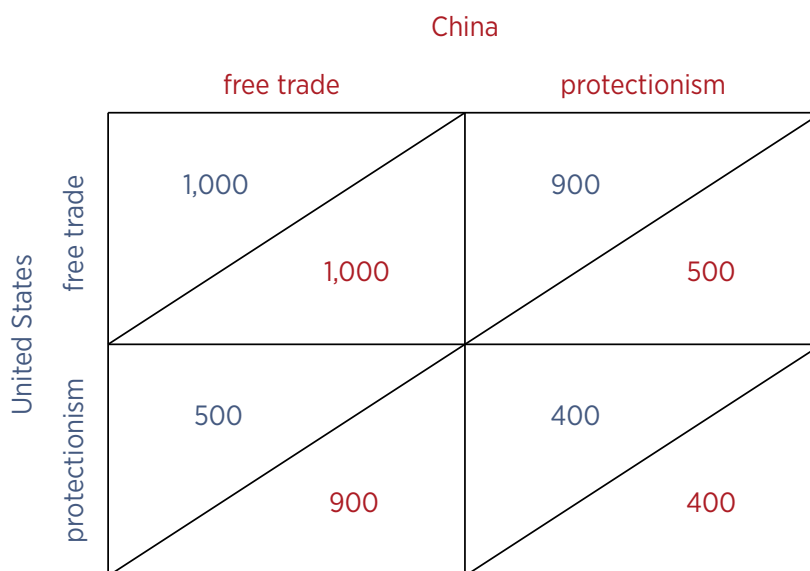 China
free trade
protectionism
United States
free trade
1,000
1,000
900
500
protectionism
500
900
400
400